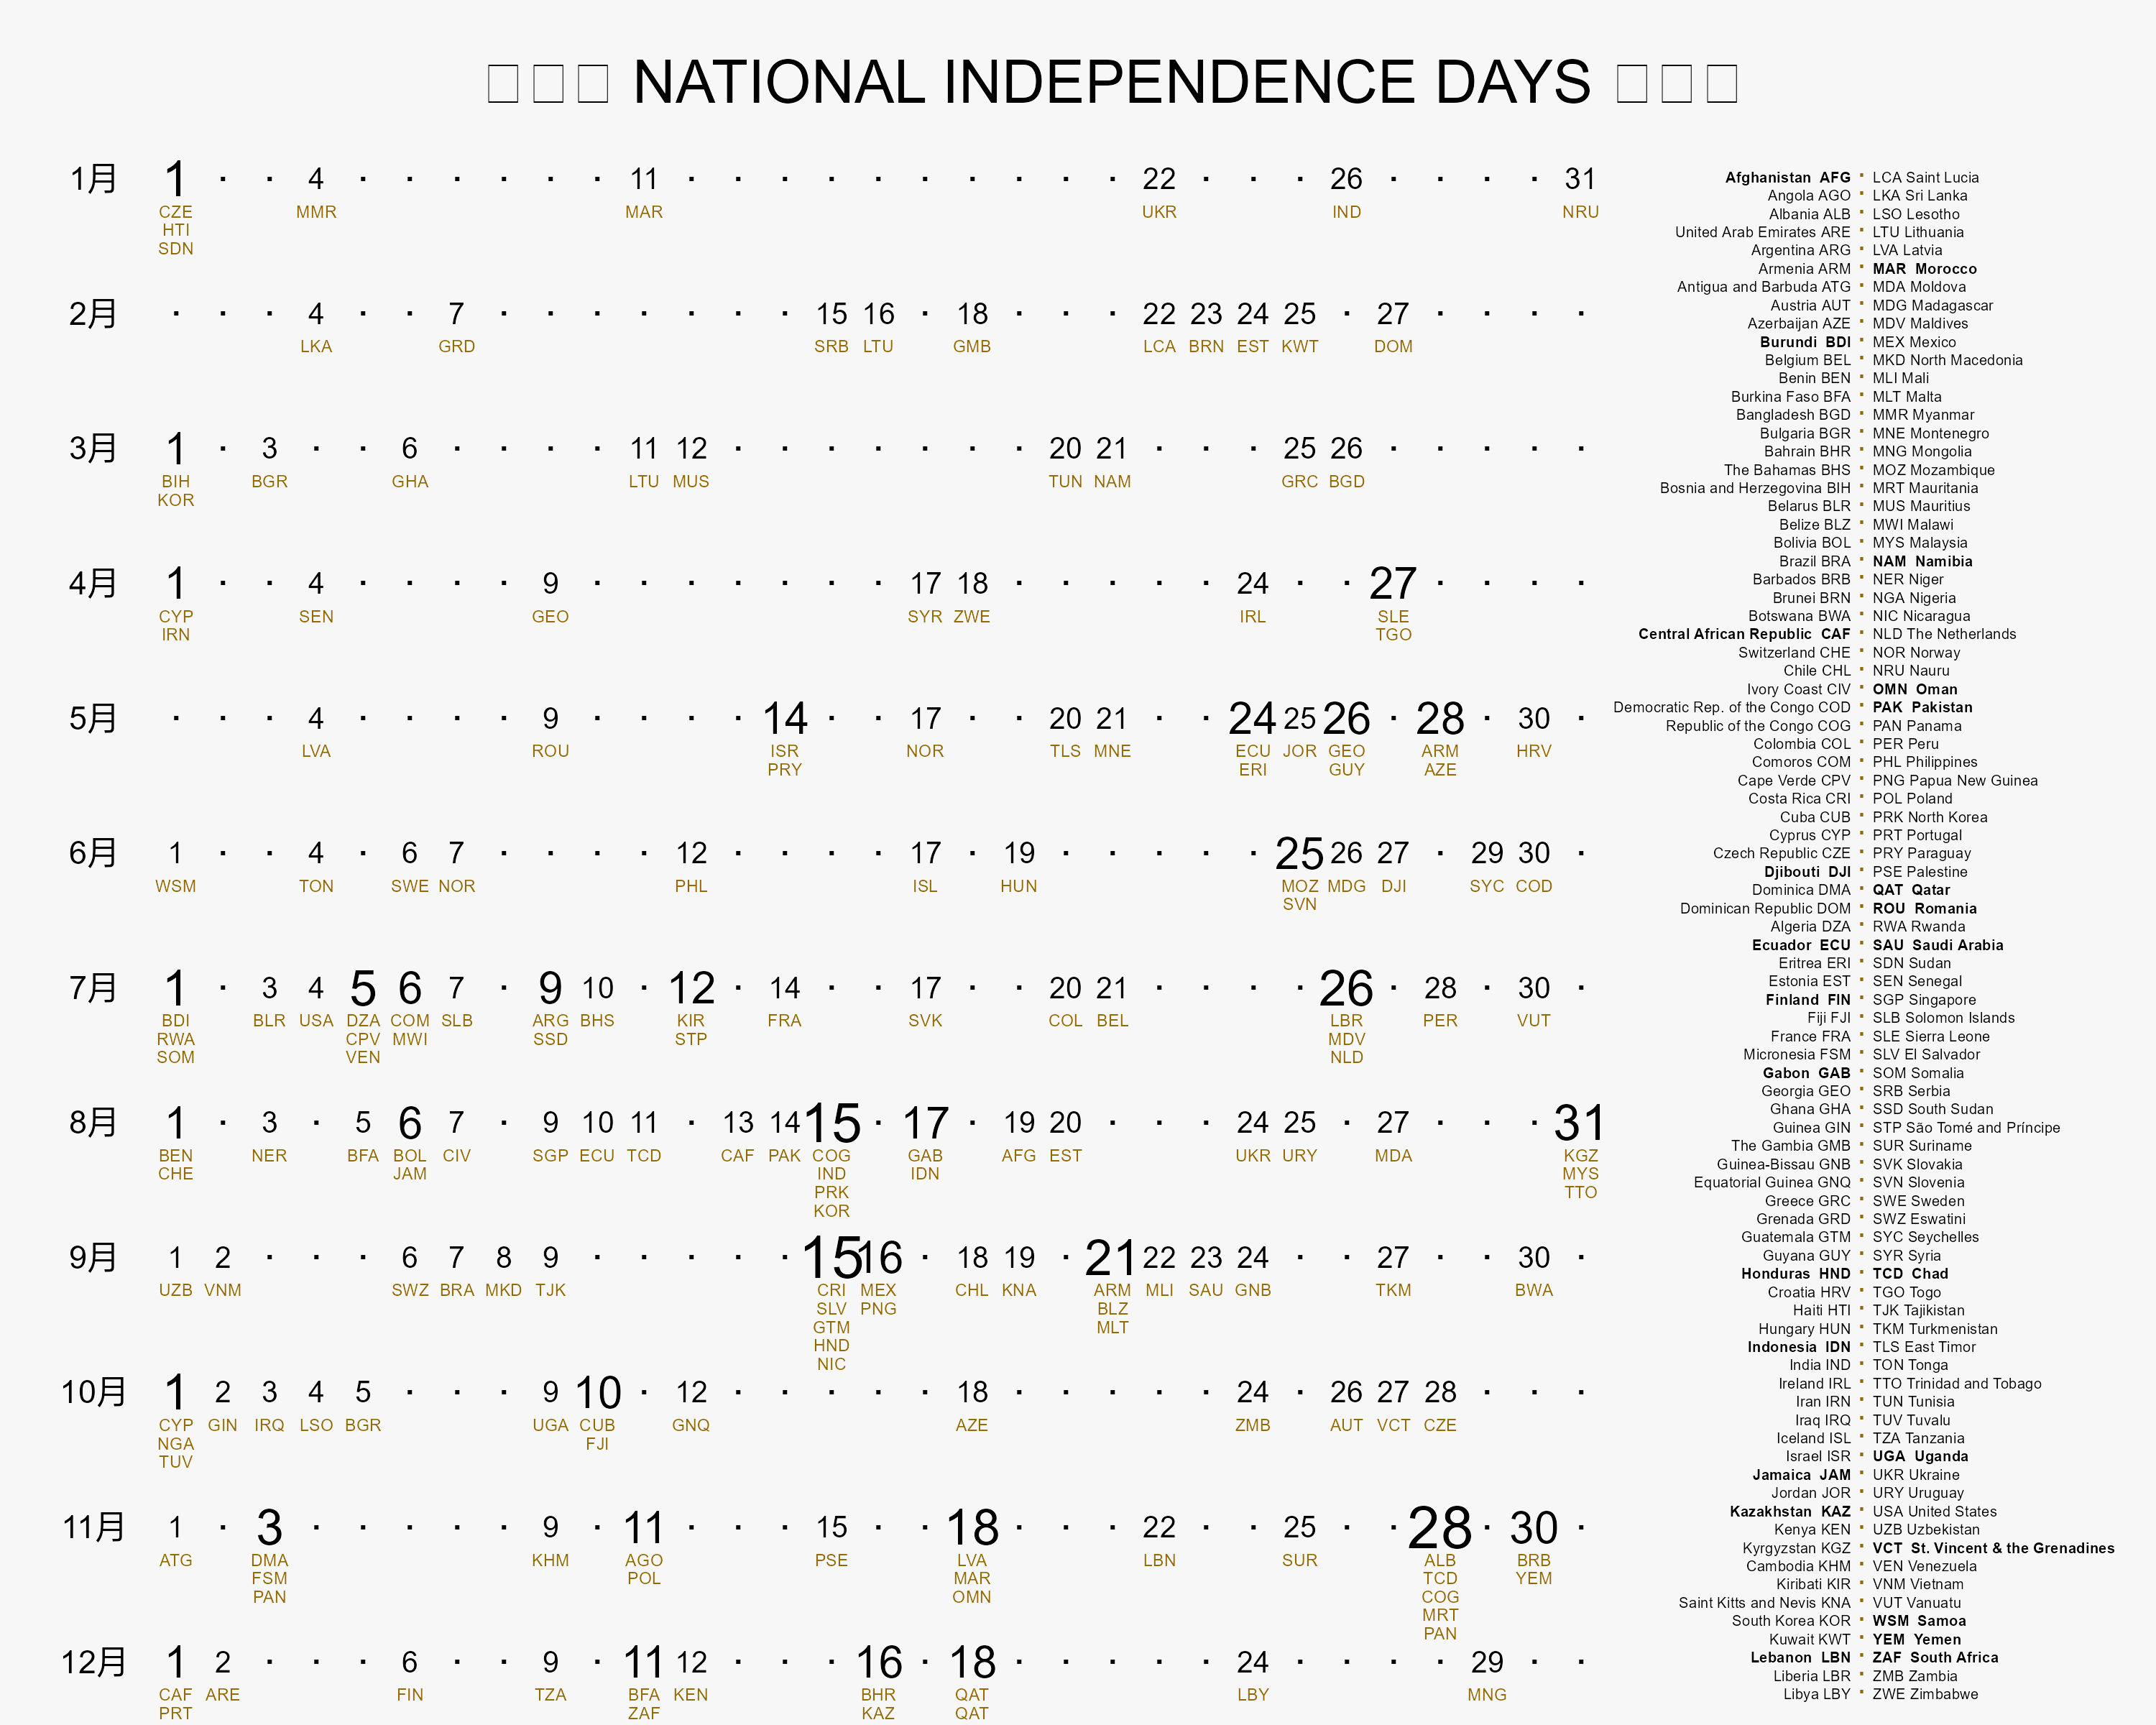 NATIONAL INDEPENDENCE DAYS
1月 1 · · 4 · · · · · · 11 · · · · · · · · · · 22 · · · 26 · · · · 31
CZE MMR MAR UKR IND NRU
HTI
SDN
2月 · · · 4 · · 7 · · · · · · · 15 16 · 18 · · · 22 23 24 25 · 27 · · · ·
LKA GRD SRB LTU GMB LCA BRN EST KWT DOM
3月 1 · 3 · · 6 · · · · 11 12 · · · · · · · 20 21 · · · 25 26 · · · · ·
BIH BGR GHA LTU MUS TUN NAM GRC BGD
KOR
4月 1 · · 4 · · · · 9 · · · · · · · 17 18 · · · · · 24 · · 27 · · · ·
CYP SEN GEO SYR ZWE IRL SLE
IRN TGO
5月 · · · 4 · · · · 9 · · · · 14 · · 17 · · 20 21 · · 24 25 26 · 28 · 30 ·
LVA ROU ISR NOR TLS MNE ECU JOR GEO ARM HRV
PRY ERI GUY AZE
6月 1 · · 4 · 6 7 · · · · 12 · · · · 17 · 19 · · · · · 25 26 27 · 29 30 ·
WSM TON SWE NOR PHL ISL HUN MOZ MDG DJI SYC COD
SVN
7月 1 · 3 4 5 6 7 · 9 10 · 12 · 14 · · 17 · · 20 21 · · · · 26 · 28 · 30 ·
BDI BLR USA DZA COM SLB ARG BHS KIR FRA SVK COL BEL LBR PER VUT
RWA CPV MWI SSD STP MDV
SOM VEN NLD
8月 1 · 3 · 5 6 7 · 9 10 11 · 13 14 15 · 17 · 19 20 · · · 24 25 · 27 · · · 31
BEN NER BFA BOL CIV SGP ECU TCD CAF PAK COG GAB AFG EST UKR URY MDA KGZ
CHE JAM IND IDN MYS
PRK TTO
KOR
9月 1 2 · · · 6 7 8 9 · · · · · 15 16 · 18 19 · 21 22 23 24 · · 27 · · 30 ·
UZB VNM SWZ BRA MKD TJK CRI MEX CHL KNA ARM MLI SAU GNB TKM BWA
SLV PNG BLZ
GTM MLT
HND
NIC
10月 1 2 3 4 5 · · · 9 10 · 12 · · · · · 18 · · · · · 24 · 26 27 28 · · ·
CYP GIN IRQ LSO BGR UGA CUB GNQ AZE ZMB AUT VCT CZE
NGA FJI
TUV
11月 1 · 3 · · · · · 9 · 11 · · · 15 · · 18 · · · 22 · · 25 · · 28 · 30 ·
ATG DMA KHM AGO PSE LVA LBN SUR ALB BRB
FSM POL MAR TCD YEM
PAN OMN COG
MRT
PAN
12月 1 2 · · · 6 · · 9 · 11 12 · · · 16 · 18 · · · · · 24 · · · · 29 · ·
CAF ARE FIN TZA BFA KEN BHR QAT LBY MNG
PRT ZAF KAZ QAT
Afghanistan AFG · LCA Saint Lucia
Angola AGO · LKA Sri Lanka
Albania ALB · LSO Lesotho
United Arab Emirates ARE · LTU Lithuania
Argentina ARG · LVA Latvia
Armenia ARM · MAR Morocco
Antigua and Barbuda ATG · MDA Moldova
Austria AUT · MDG Madagascar
Azerbaijan AZE · MDV Maldives
Burundi BDI · MEX Mexico
Belgium BEL · MKD North Macedonia
Benin BEN · MLI Mali
Burkina Faso BFA · MLT Malta
Bangladesh BGD · MMR Myanmar
Bulgaria BGR · MNE Montenegro
Bahrain BHR · MNG Mongolia
The Bahamas BHS · MOZ Mozambique
Bosnia and Herzegovina BIH · MRT Mauritania
Belarus BLR · MUS Mauritius
Belize BLZ · MWI Malawi
Bolivia BOL · MYS Malaysia
Brazil BRA · NAM Namibia
Barbados BRB · NER Niger
Brunei BRN · NGA Nigeria
Botswana BWA · NIC Nicaragua
Central African Republic CAF · NLD The Netherlands
Switzerland CHE · NOR Norway
Chile CHL · NRU Nauru
Ivory Coast CIV · OMN Oman
Democratic Rep. of the Congo COD · PAK Pakistan
Republic of the Congo COG · PAN Panama
Colombia COL · PER Peru
Comoros COM · PHL Philippines
Cape Verde CPV · PNG Papua New Guinea
Costa Rica CRI · POL Poland
Cuba CUB · PRK North Korea
Cyprus CYP · PRT Portugal
Czech Republic CZE · PRY Paraguay
Djibouti DJI · PSE Palestine
Dominica DMA · QAT Qatar
Dominican Republic DOM · ROU Romania
Algeria DZA · RWA Rwanda
Ecuador ECU · SAU Saudi Arabia
Eritrea ERI · SDN Sudan
Estonia EST · SEN Senegal
Finland FIN · SGP Singapore
Fiji FJI · SLB Solomon Islands
France FRA · SLE Sierra Leone
Micronesia FSM · SLV El Salvador
Gabon GAB · SOM Somalia
Georgia GEO · SRB Serbia
Ghana GHA · SSD South Sudan
Guinea GIN · STP São Tomé and Príncipe
The Gambia GMB · SUR Suriname
Guinea-Bissau GNB · SVK Slovakia
Equatorial Guinea GNQ · SVN Slovenia
Greece GRC · SWE Sweden
Grenada GRD · SWZ Eswatini
Guatemala GTM · SYC Seychelles
Guyana GUY · SYR Syria
Honduras HND · TCD Chad
Croatia HRV · TGO Togo
Haiti HTI · TJK Tajikistan
Hungary HUN · TKM Turkmenistan
Indonesia IDN · TLS East Timor
India IND · TON Tonga
Ireland IRL · TTO Trinidad and Tobago
Iran IRN · TUN Tunisia
Iraq IRQ · TUV Tuvalu
Iceland ISL · TZA Tanzania
Israel ISR · UGA Uganda
Jamaica JAM · UKR Ukraine
Jordan JOR · URY Uruguay
Kazakhstan KAZ · USA United States
Kenya KEN · UZB Uzbekistan
Kyrgyzstan KGZ · VCT St. Vincent & the Grenadines
Cambodia KHM · VEN Venezuela
Kiribati KIR · VNM Vietnam
Saint Kitts and Nevis KNA · VUT Vanuatu
South Korea KOR · WSM Samoa
Kuwait KWT · YEM Yemen
Lebanon LBN · ZAF South Africa
Liberia LBR · ZMB Zambia
Libya LBY · ZWE Zimbabwe